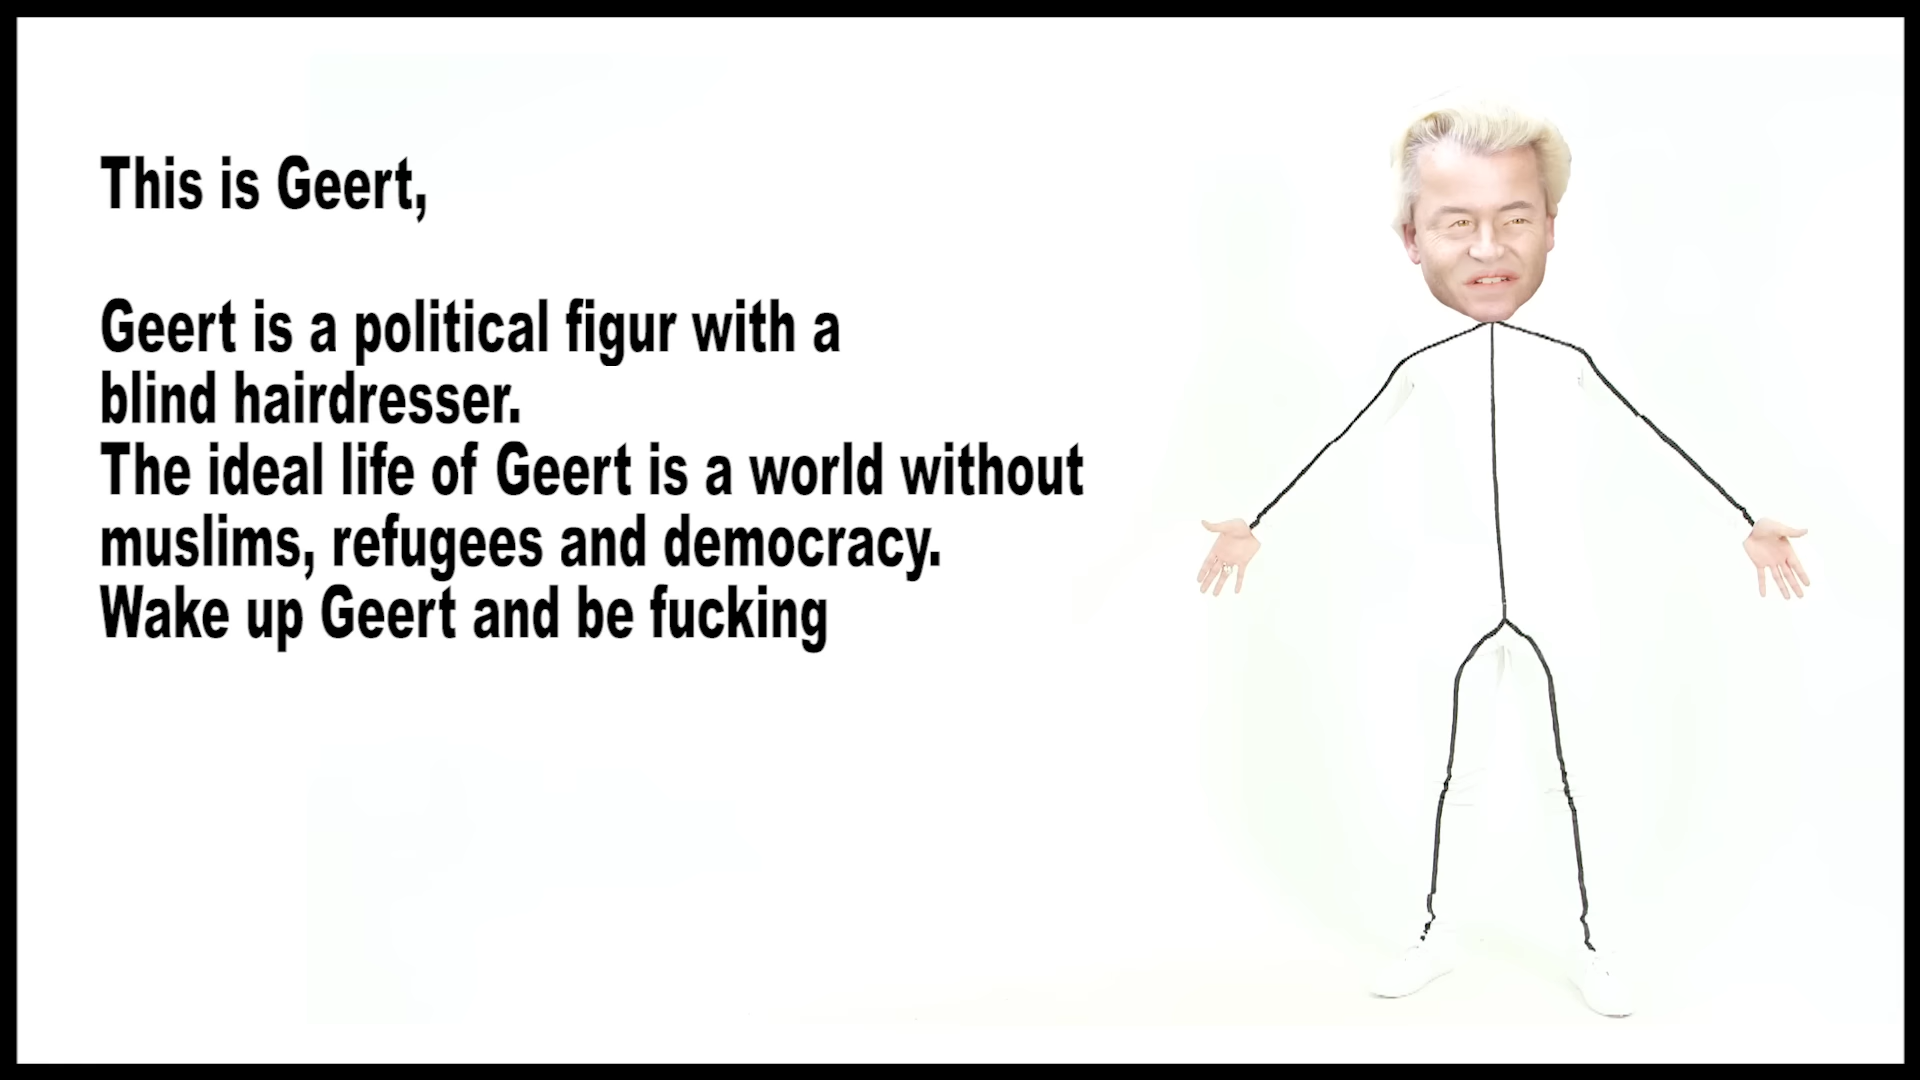 This is Geert,
Geert is a political figur with a
blind hairdresser.
The ideal life of Geert is a world without
muslims, refugees and democracy.
Wake up Geert and be fucking